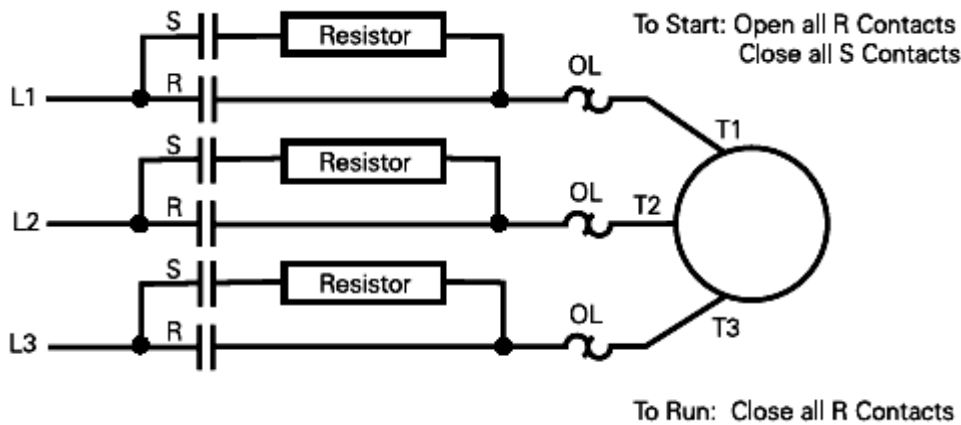 To Start: Open all R Contacts
Close all S Contacts
S
Resistor
OL
L1
R
T1
S
Resistor
OL
L2
R
T2
S
Resistor
OL
L3
R
T3
To Run: Close all R Contacts